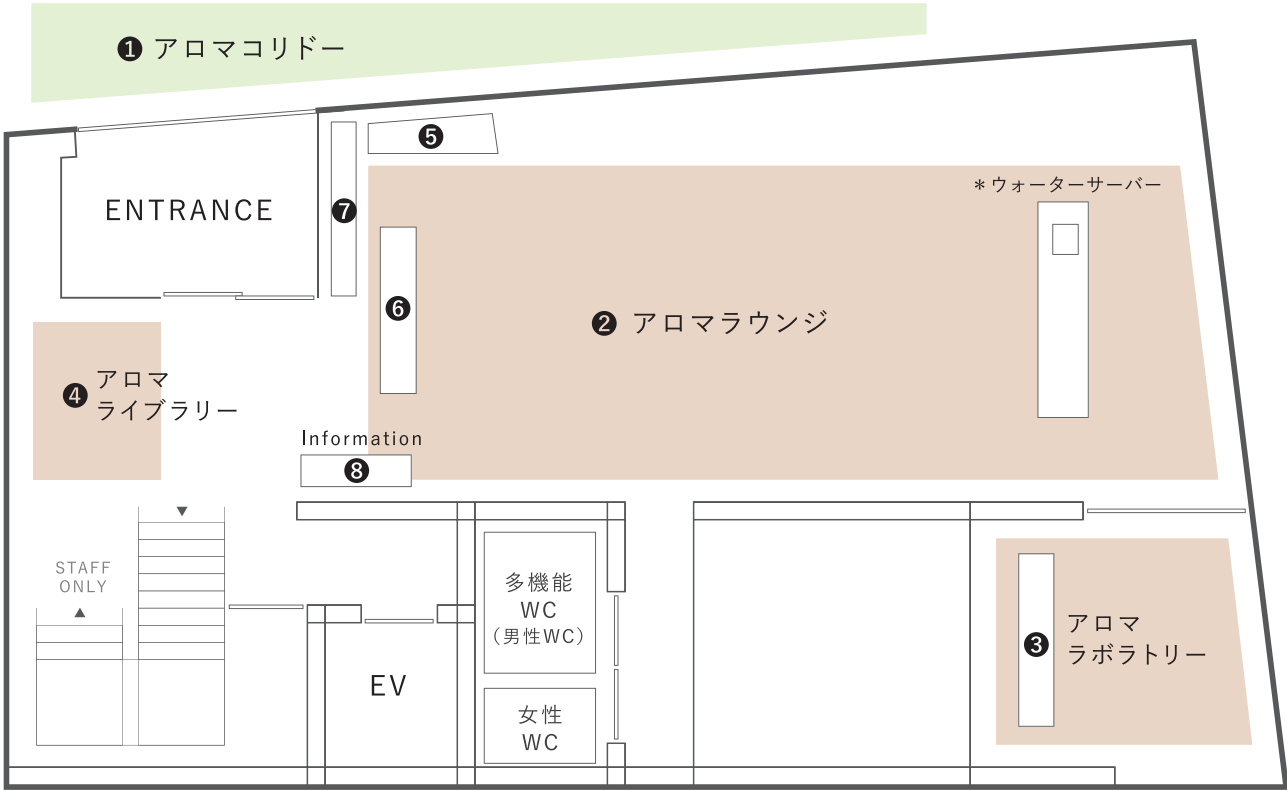 ❶ アロマコリドー
❺
ENTRANCE
❼
＊ウォーターサーバー
❻
❷ アロマラウンジ
❹ アロマ
ライブラリー
Information
❽
STAFF
ONLY
多機能
WC
（男性WC）
EV
女性
WC
❸ アロマ
ラボラトリー